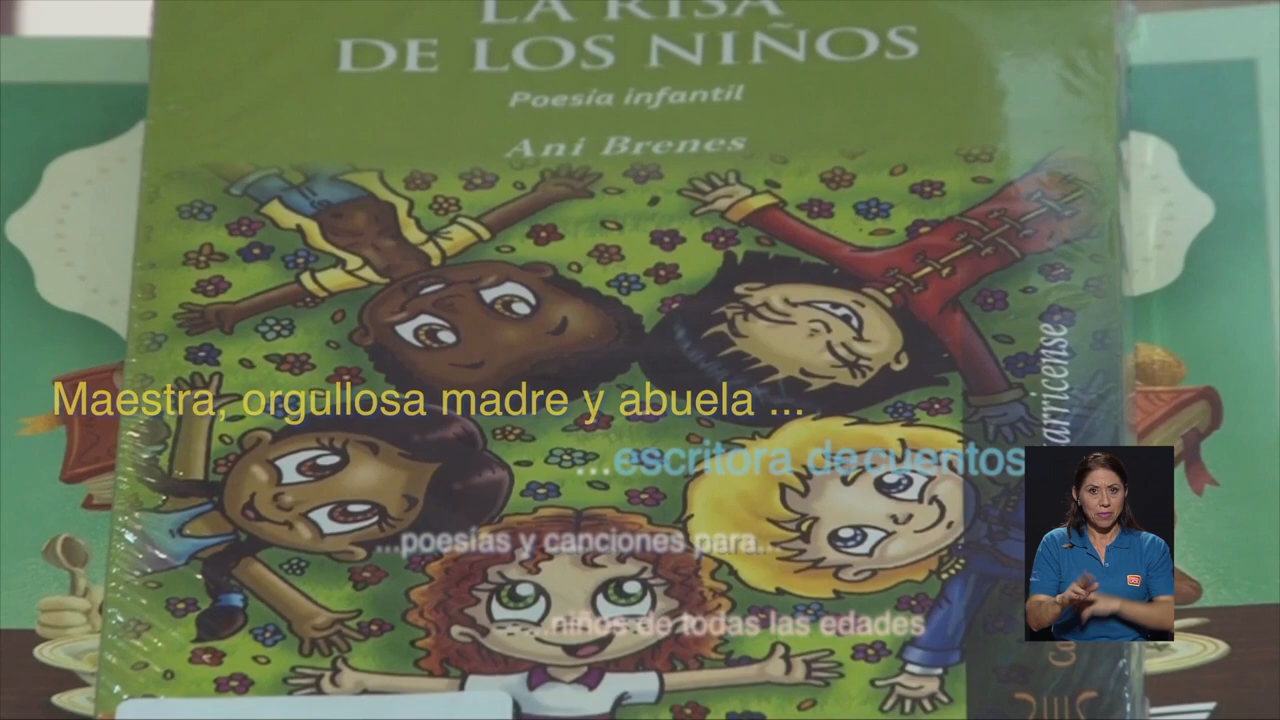 LA RISA
DE LOS NIÑOS
Poesía infantil
Ani Brenes
Maestra, orgullosa madre y abuela ...
...escritora de cuentos
...poesías y canciones para...
...niños de todas las edades